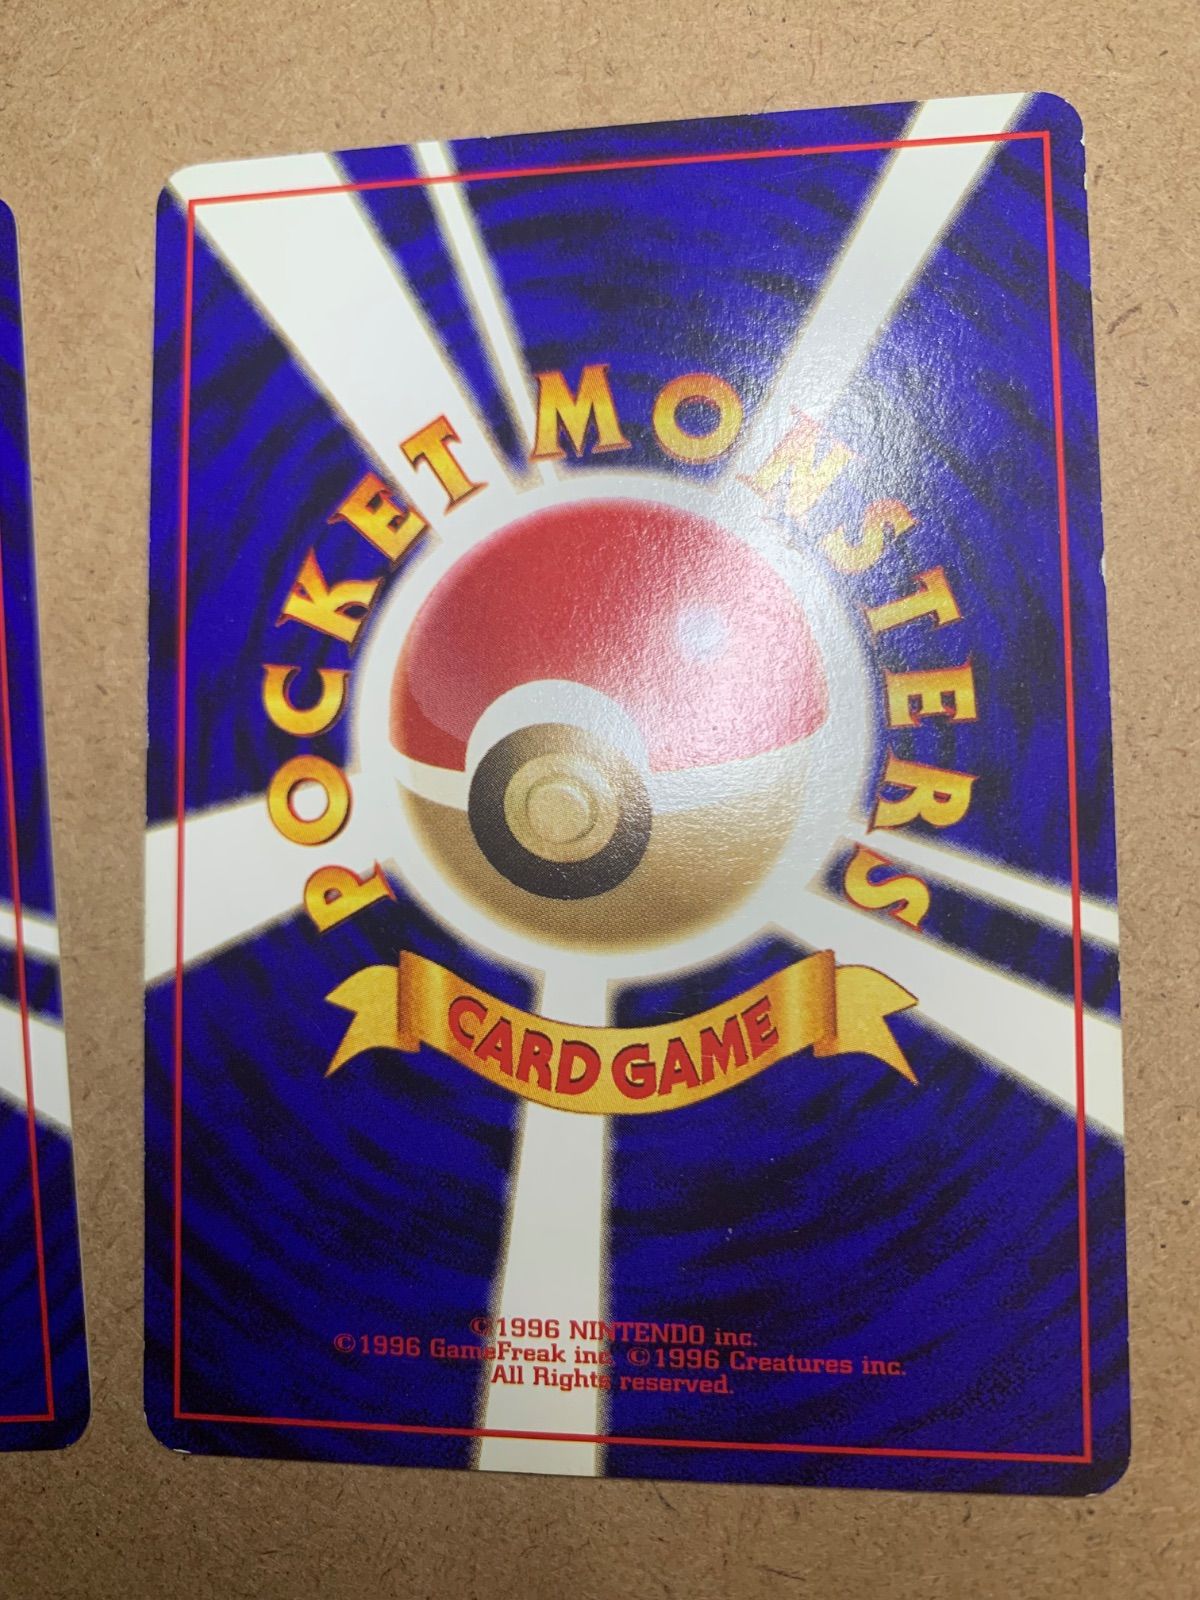 POCKET MONSTERS
CARD GAME
©1996 NINTENDO inc.
©1996 GameFreak inc. ©1996 Creatures inc.
All Rights reserved.